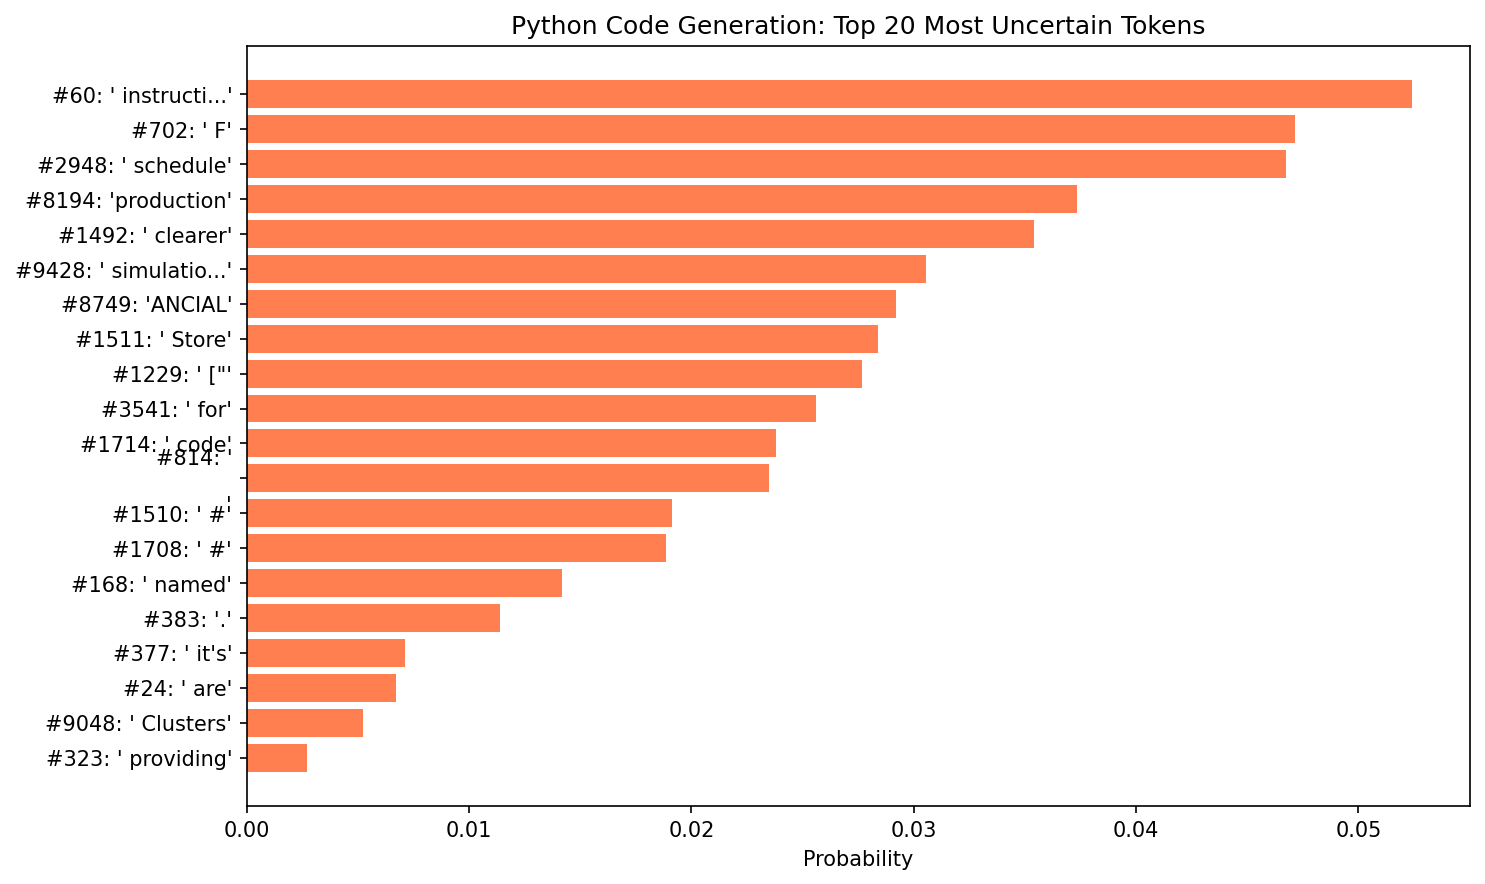 Python Code Generation: Top 20 Most Uncertain Tokens
#60: ' instructi...'
#702: ' F'
#2948: ' schedule'
#8194: 'production'
#1492: ' clearer'
#9428: ' simulatio...'
#8749: 'ANCIAL'
#1511: ' Store'
#1229: ' ["'
#3541: ' for'
#1714: ' code'
#814: '
'
#1510: ' #'
#1708: ' #'
#168: ' named'
#383: '.'
#377: ' it's'
#24: ' are'
#9048: ' Clusters'
#323: ' providing'
0.00 0.01 0.02 0.03 0.04 0.05
Probability